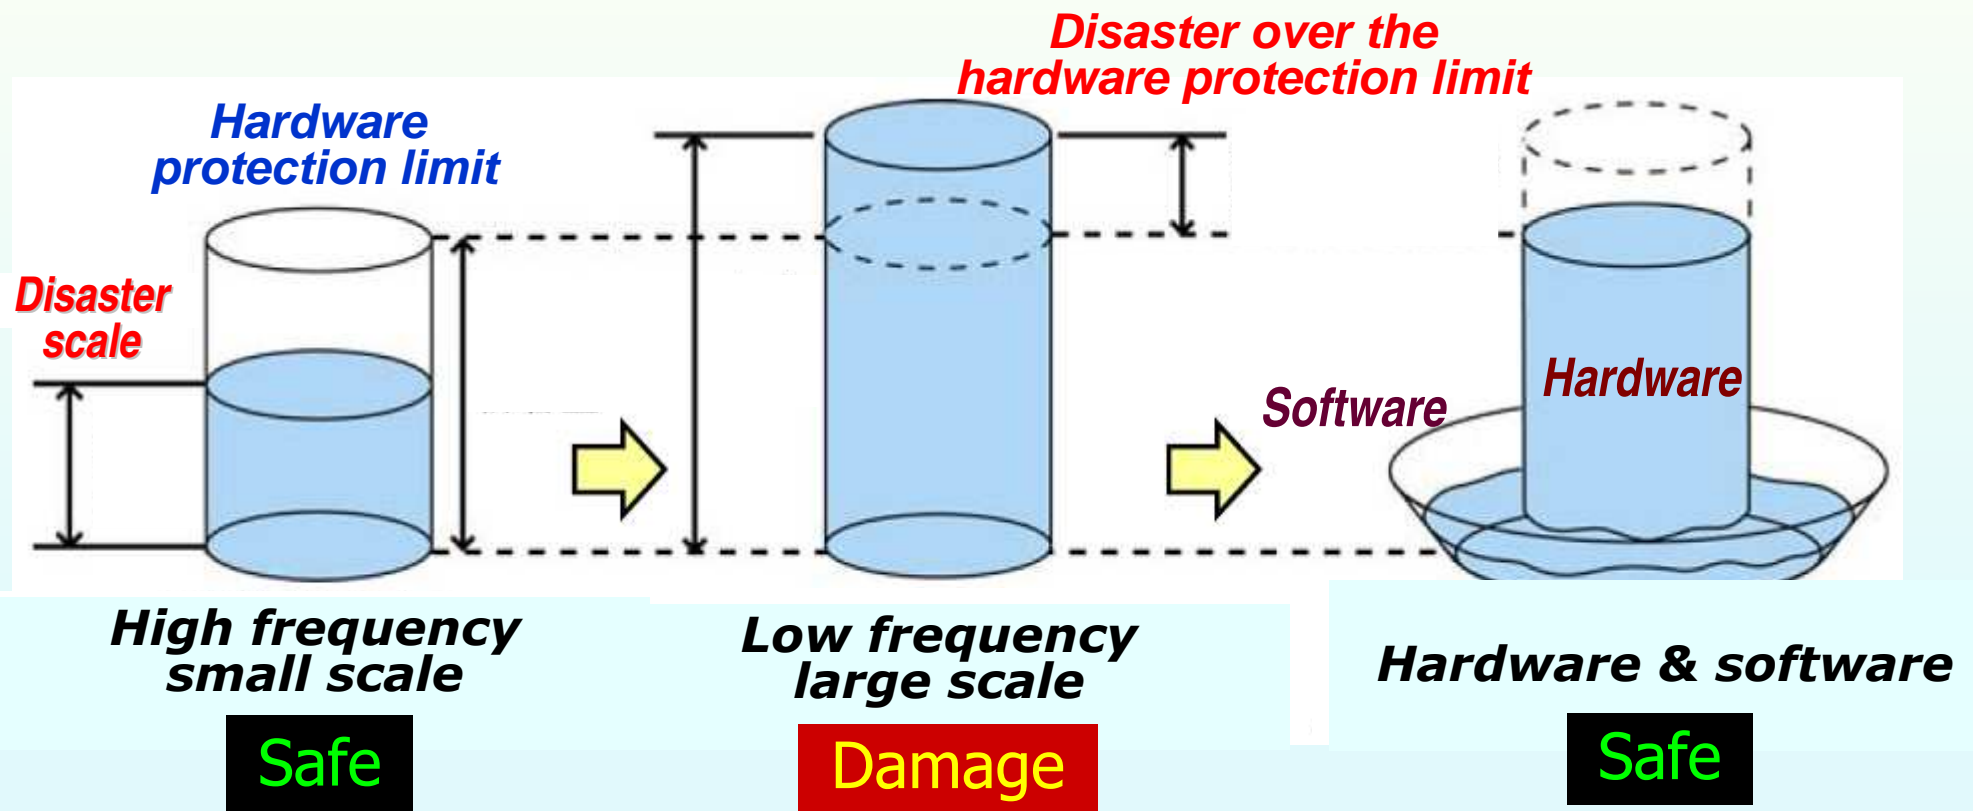 Disaster over the
hardware protection limit
Hardware
protection limit
Disaster
scale
Software
Hardware
High frequency
small scale
Safe
Low frequency
large scale
Damage
Hardware & software
Safe